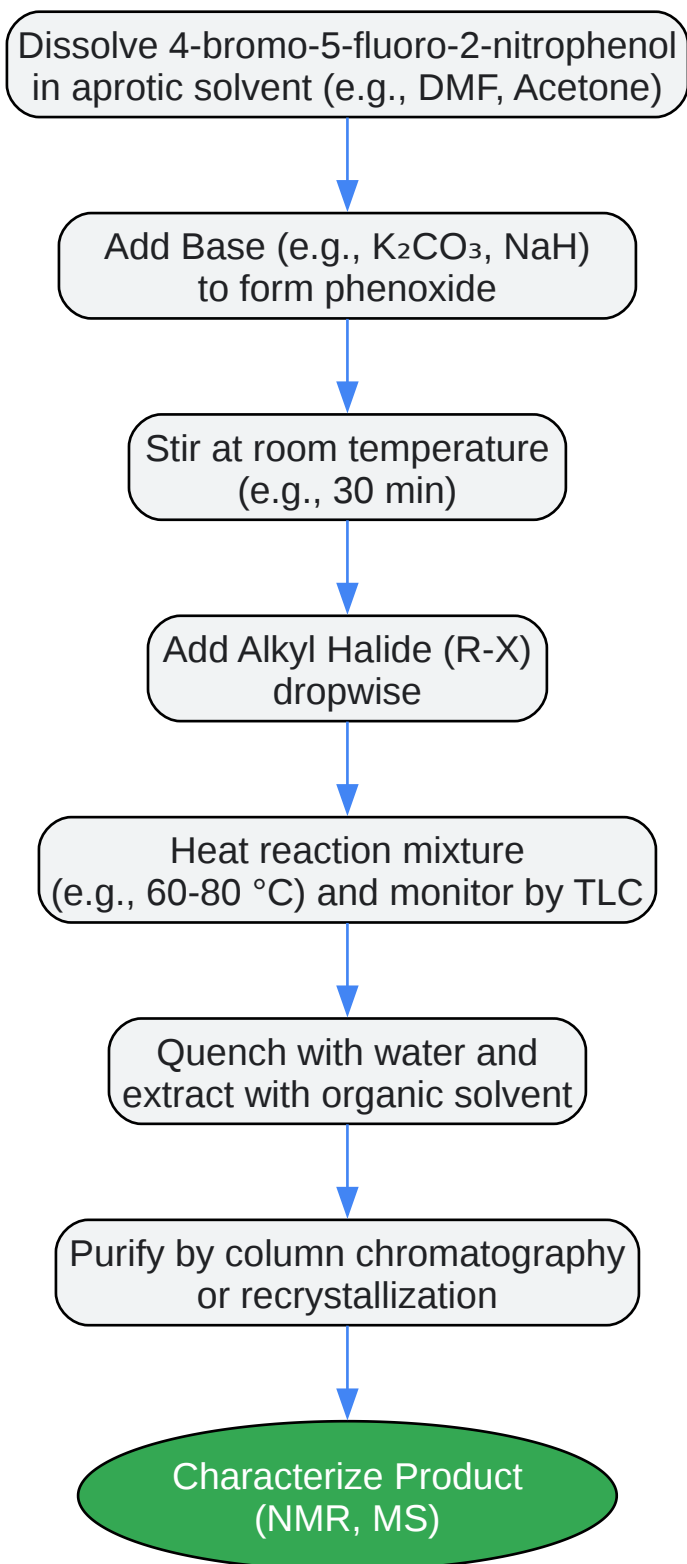 Dissolve 4-bromo-5-fluoro-2-nitrophenol
in aprotic solvent (e.g., DMF, Acetone)
Add Base (e.g., K₂CO₃, NaH)
to form phenoxide
Stir at room temperature
(e.g., 30 min)
Add Alkyl Halide (R-X)
dropwise
Heat reaction mixture
(e.g., 60-80 °C) and monitor by TLC
Quench with water and
extract with organic solvent
Purify by column chromatography
or recrystallization
Characterize Product
(NMR, MS)